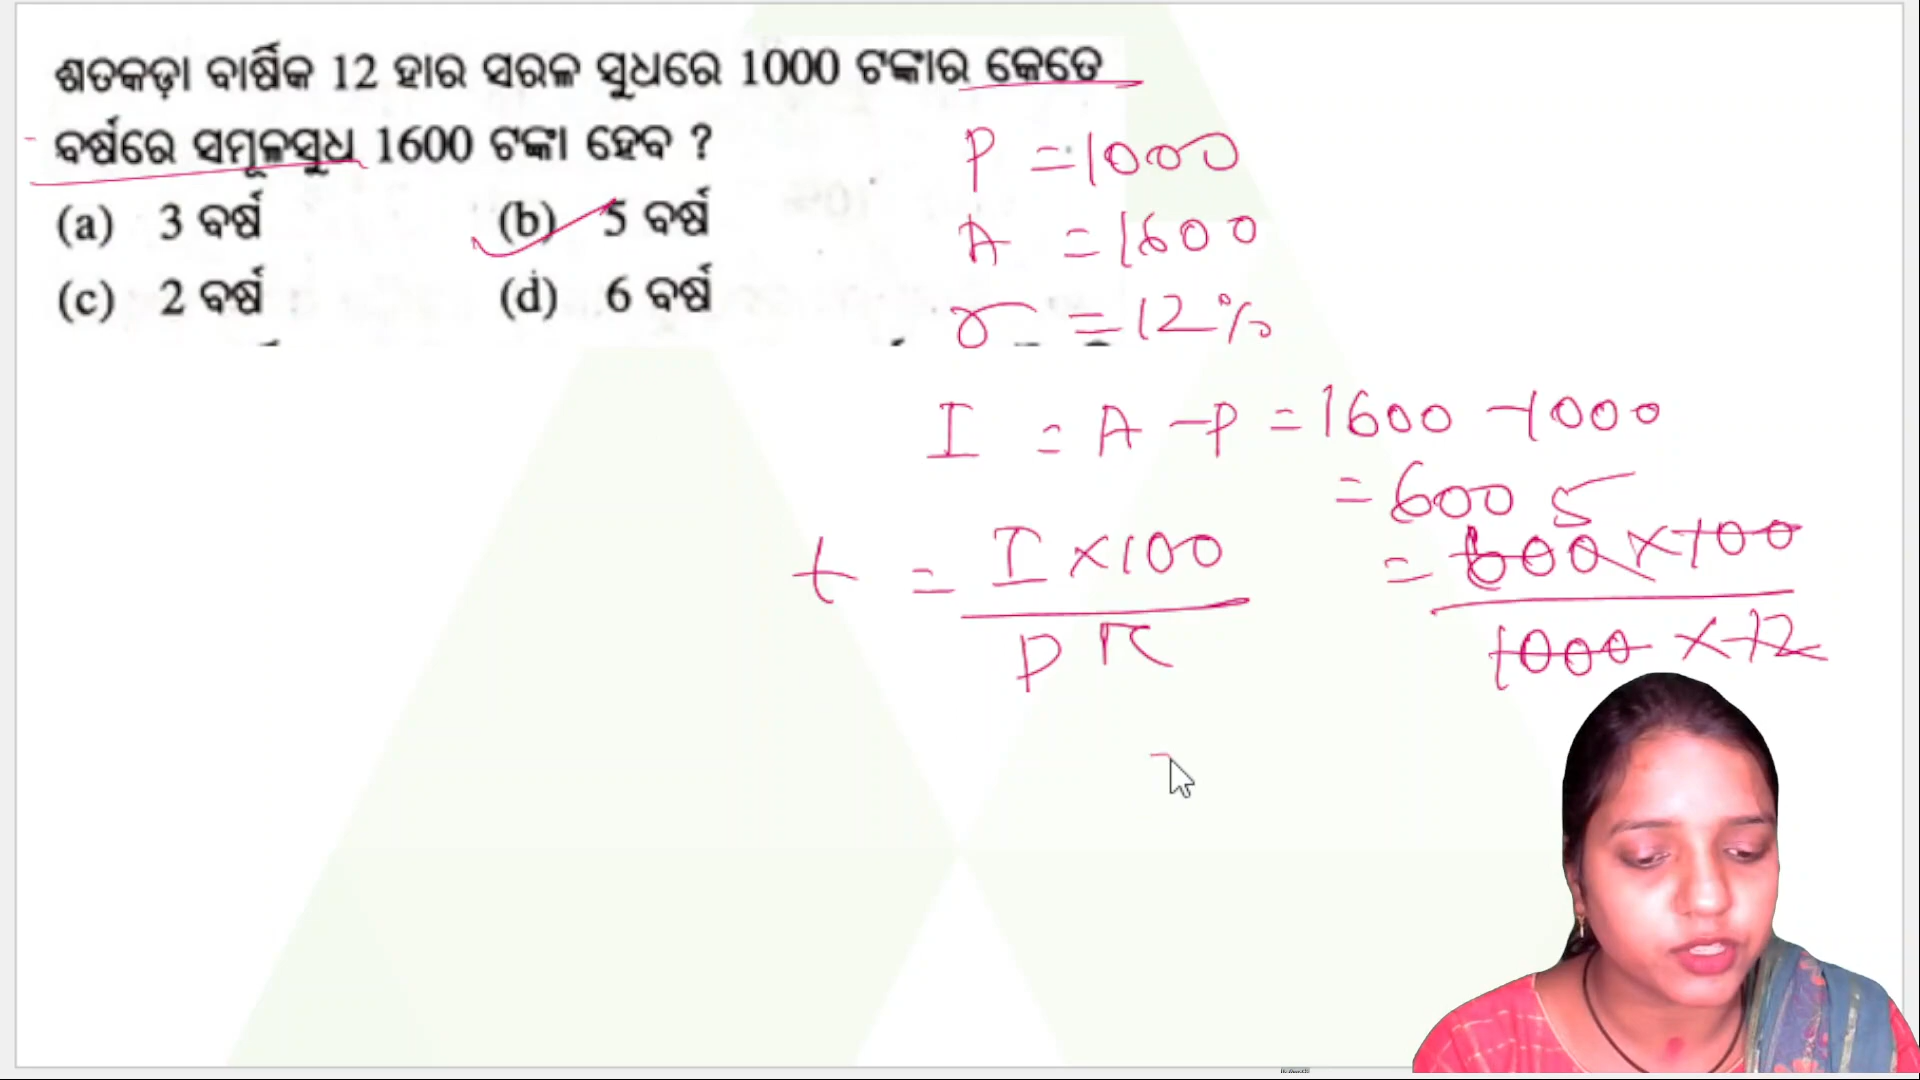 ଶତକଡ଼ା ବାର୍ଷିକ 12 ହାର ସରଳ ସୁଧରେ 1000 ଟଙ୍କାର କେତେ
ବର୍ଷରେ ସମୂଳସୁଧ 1600 ଟଙ୍କା ହେବ ?
(a) 3 ବର୍ଷ (b) 5 ବର୍ଷ
(c) 2 ବର୍ଷ (d) 6 ବର୍ଷ
P = 1000
A = 1600
r = 12%
I = A - P = 1600 - 1000
= 600
5
t = I × 100 / P r = 600 × 100 / 1000 × 12